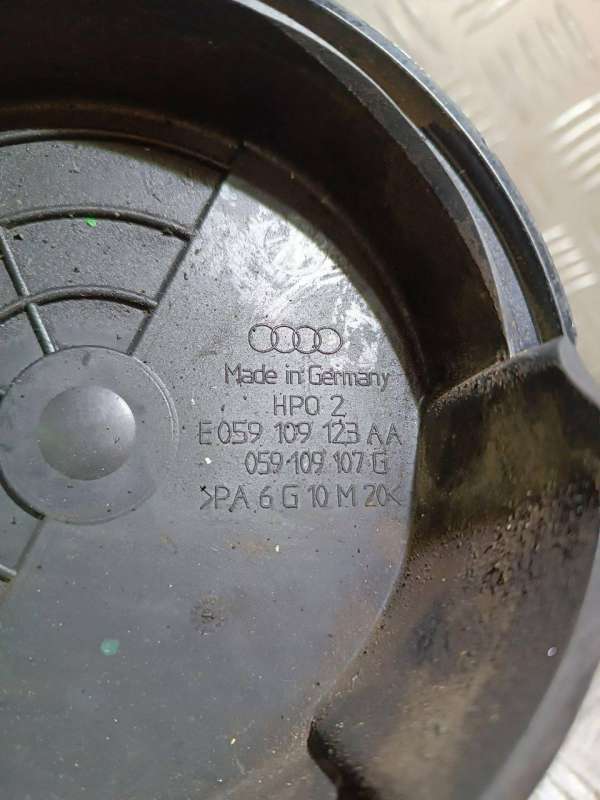 Made in Germany
HPO 2
E 059 109 123 AA
059 109 107 G
>PA 6 G 10 M 20<